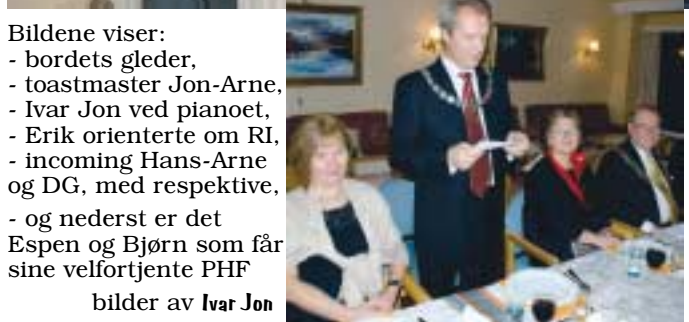 Bildene viser:
- bordets gleder,
- toastmaster Jon-Arne,
- Ivar Jon ved pianoet,
- Erik orienterte om RI,
- incoming Hans-Arne
og DG, med respektive,
- og nederst er det
Espen og Bjørn som får
sine velfortjente PHF
bilder av Ivar Jon